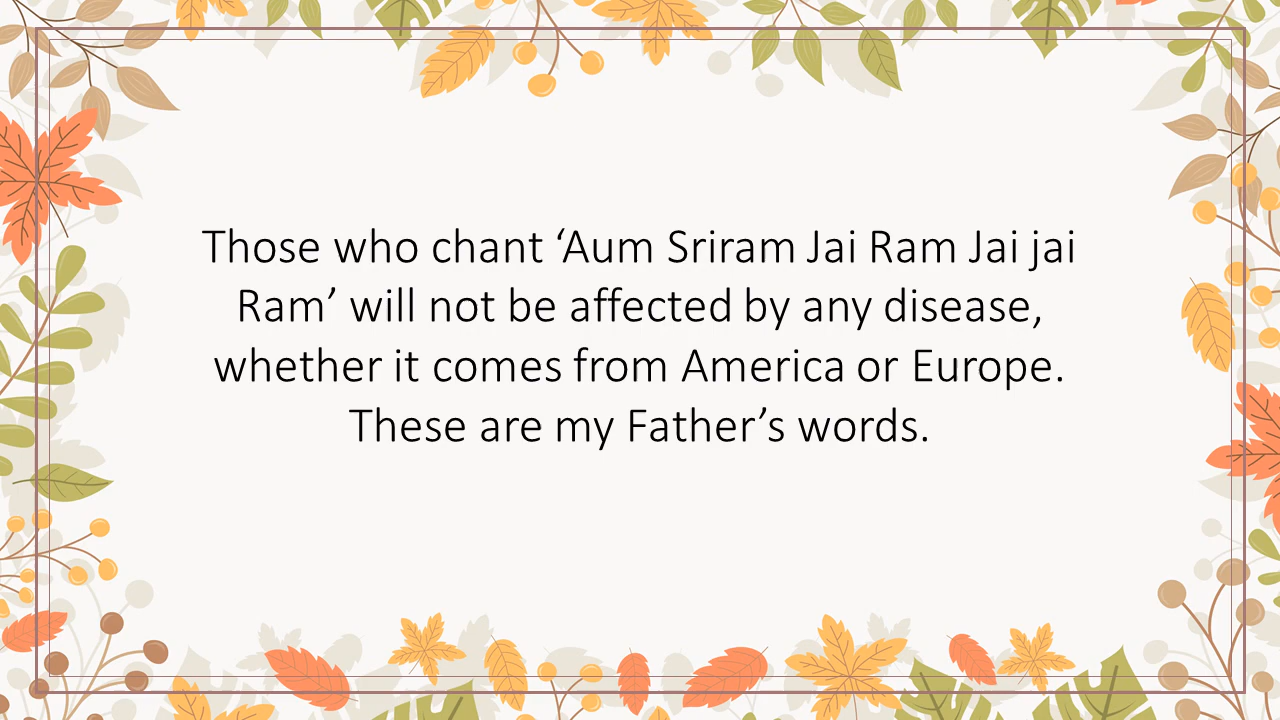 Those who chant ‘Aum Sriram Jai Ram Jai jai
Ram’ will not be affected by any disease,
whether it comes from America or Europe.
These are my Father’s words.